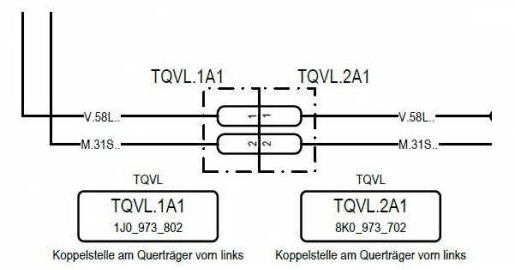 TQVL.1A1 TQVL.2A1
V.58L.. 1 1 V.58L..
M.31S.. 2 2 M.31S..
TQVL TQVL
TQVL.1A1 TQVL.2A1
1J0_973_802 8K0_973_702
Koppelstelle am Querträger vorn links Koppelstelle am Querträger vorn links